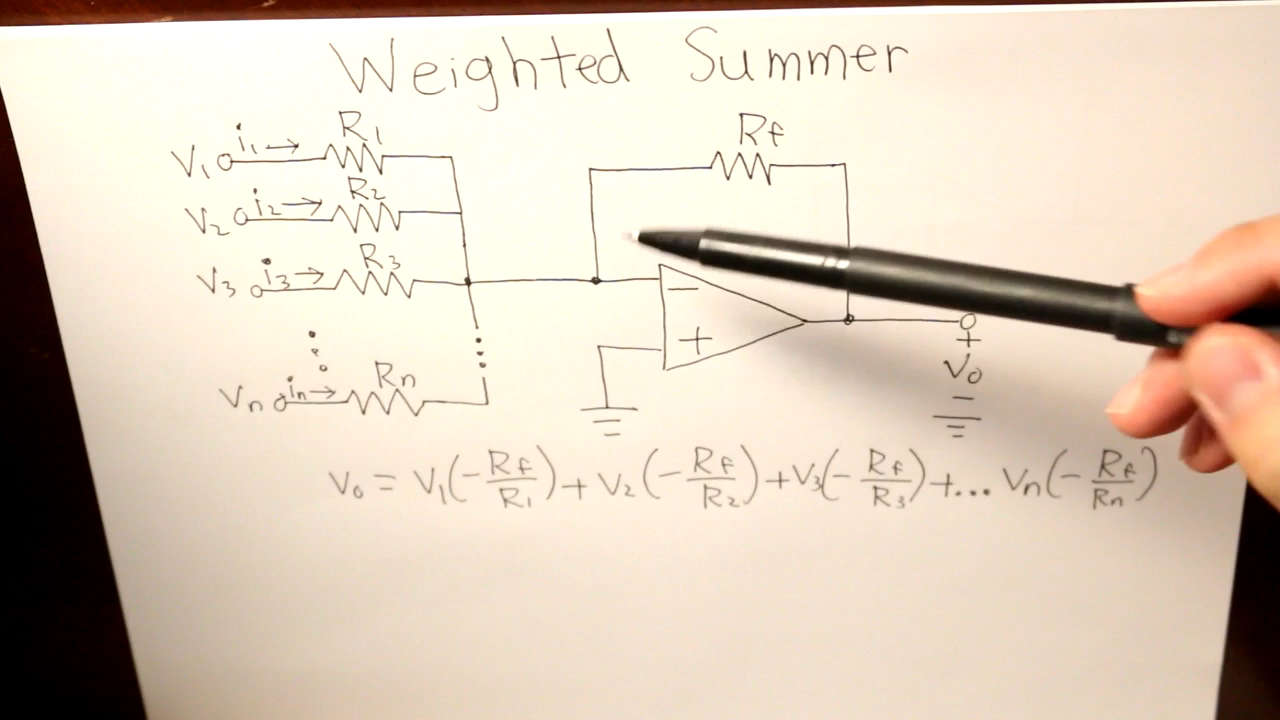 Weighted Summer
V₁ i₁ → R₁
V₂ i₂ → R₂
V₃ i₃ → R₃
Vn in → Rn
Rf
−
+
+
Vo
−
Vo = V₁(−Rf/R₁) + V₂(−Rf/R₂) + V₃(−Rf/R₃) + ... Vn(−Rf/Rn)